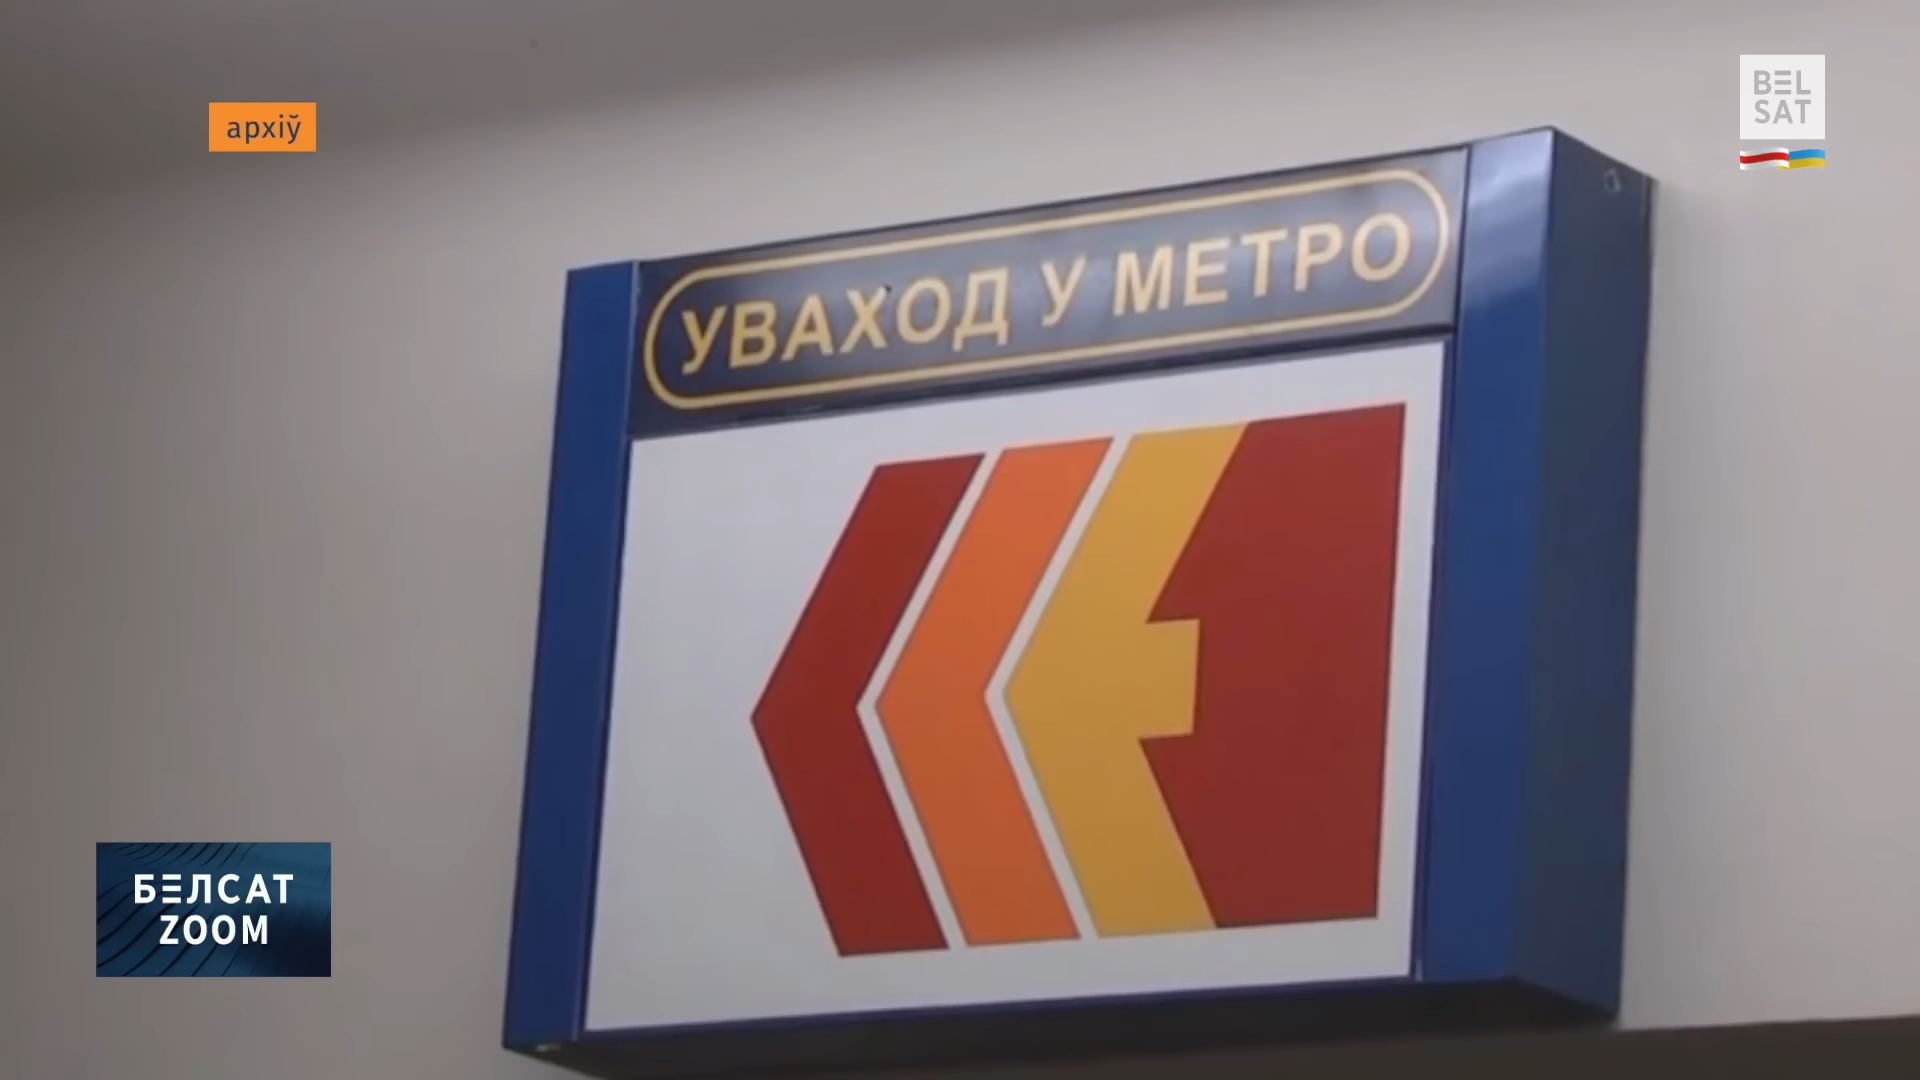 архіў
BEL
SAT
УВАХОД У МЕТРО
БЕЛСАТ
ZOOM